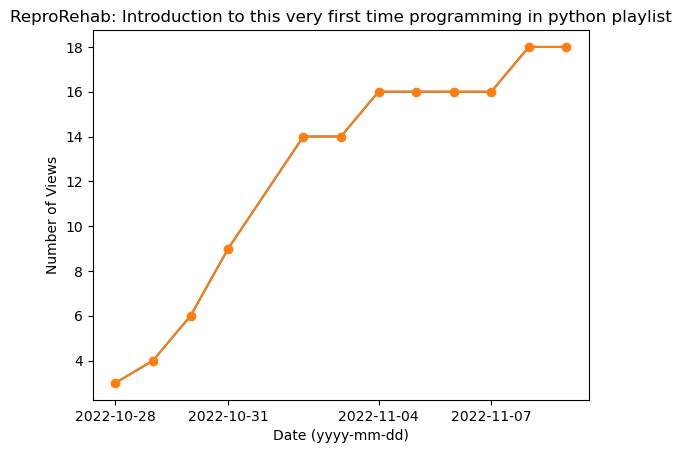 ReproRehab: Introduction to this very first time programming in python playlist
Number of Views
18
16
14
12
10
8
6
4
2022-10-28 2022-10-31 2022-11-04 2022-11-07
Date (yyyy-mm-dd)